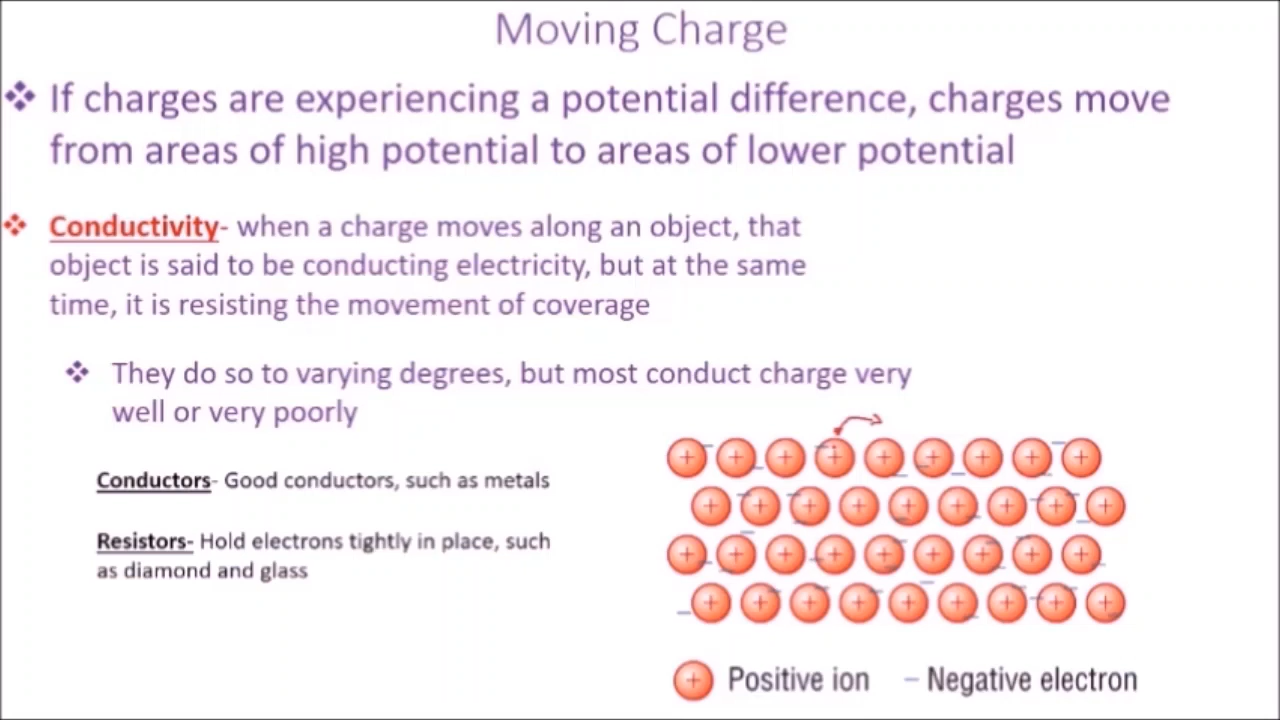 Moving Charge
❖ If charges are experiencing a potential difference, charges move
from areas of high potential to areas of lower potential
❖ Conductivity- when a charge moves along an object, that
object is said to be conducting electricity, but at the same
time, it is resisting the movement of coverage
❖ They do so to varying degrees, but most conduct charge very
well or very poorly
Conductors- Good conductors, such as metals
Resistors- Hold electrons tightly in place, such
as diamond and glass
+ Positive ion – Negative electron